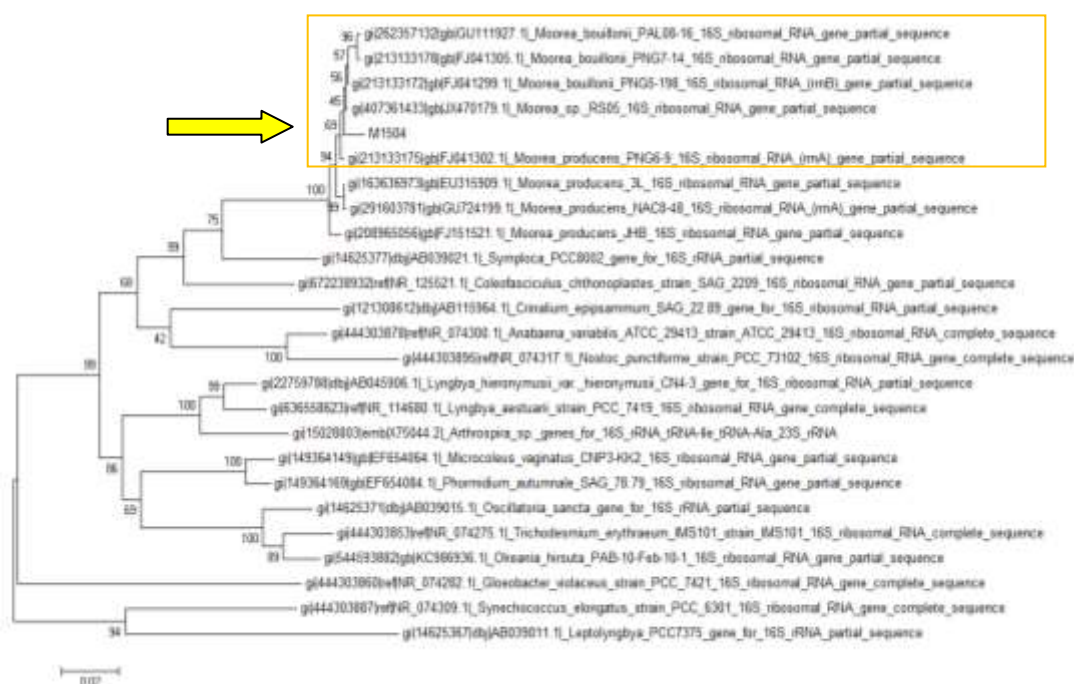 gi|262357132|gb|GU111927.1|_Moorea_bouillonii_PAL08-16_16S_ribosomal_RNA_gene_partial_sequence
gi|213133178|gb|FJ041305.1|_Moorea_bouillonii_PNG7-14_16S_ribosomal_RNA_gene_partial_sequence
gi|213133172|gb|FJ041299.1|_Moorea_bouillonii_PNG5-198_16S_ribosomal_RNA_(rrnB)_gene_partial_sequence
gi|407361433|gb|JX470179.1|_Moorea_sp._RS05_16S_ribosomal_RNA_gene_partial_sequence
M1504
gi|213133175|gb|FJ041302.1|_Moorea_producens_PNG6-9_16S_ribosomal_RNA_(rrnA)_gene_partial_sequence
gi|163636973|gb|EU315909.1|_Moorea_producens_3L_16S_ribosomal_RNA_gene_partial_sequence
gi|291603781|gb|GU724199.1|_Moorea_producens_NAC8-48_16S_ribosomal_RNA_(rrnA)_gene_partial_sequence
gi|208965056|gb|FJ151521.1|_Moorea_producens_JHB_16S_ribosomal_RNA_gene_partial_sequence
gi|14625377|dbj|AB039021.1|_Symploca_PCC8002_gene_for_16S_rRNA_partial_sequence
gi|672238932|ref|NR_125521.1|_Coleofasciculus_chthonoplastes_strain_SAG_2209_16S_ribosomal_RNA_gene_partial_sequence
gi|121308612|dbj|AB115964.1|_Crinalium_epipsammum_SAG_22.89_gene_for_16S_ribosomal_RNA_partial_sequence
gi|444303878|ref|NR_074300.1|_Anabaena_variabilis_ATCC_29413_strain_ATCC_29413_16S_ribosomal_RNA_complete_sequence
gi|444303895|ref|NR_074317.1|_Nostoc_punctiforme_strain_PCC_73102_16S_ribosomal_RNA_gene_complete_sequence
gi|22759788|dbj|AB045906.1|_Lyngbya_hieronymusii_var._hieronymusii_CN4-3_gene_for_16S_ribosomal_RNA_partial_sequence
gi|636558623|ref|NR_114680.1|_Lyngbya_aestuarii_strain_PCC_7419_16S_ribosomal_RNA_gene_complete_sequence
gi|15028803|emb|X75044.2|_Arthrospira_sp._genes_for_16S_rRNA_tRNA-Ile_tRNA-Ala_23S_rRNA
gi|149364149|gb|EF654064.1|_Microcoleus_vaginatus_CNP3-KK2_16S_ribosomal_RNA_gene_partial_sequence
gi|149364169|gb|EF654084.1|_Phormidium_autumnale_SAG_78.79_16S_ribosomal_RNA_gene_partial_sequence
gi|14625371|dbj|AB039015.1|_Oscillatoria_sancta_gene_for_16S_rRNA_partial_sequence
gi|444303853|ref|NR_074275.1|_Trichodesmium_erythraeum_IMS101_strain_IMS101_16S_ribosomal_RNA_complete_sequence
gi|544593882|gb|KC986936.1|_Okeania_hirsuta_PAB-10-Feb-10-1_16S_ribosomal_RNA_gene_partial_sequence
gi|444303860|ref|NR_074282.1|_Gloeobacter_violaceus_strain_PCC_7421_16S_ribosomal_RNA_gene_complete_sequence
gi|444303887|ref|NR_074309.1|_Synechococcus_elongatus_strain_PCC_6301_16S_ribosomal_RNA_gene_complete_sequence
gi|14625367|dbj|AB039011.1|_Leptolyngbya_PCC7375_gene_for_16S_rRNA_partial_sequence
96
57
56
45
69
94
99
100
75
99
68
42
100
99
99
100
86
100
69
100
89
94
0.02